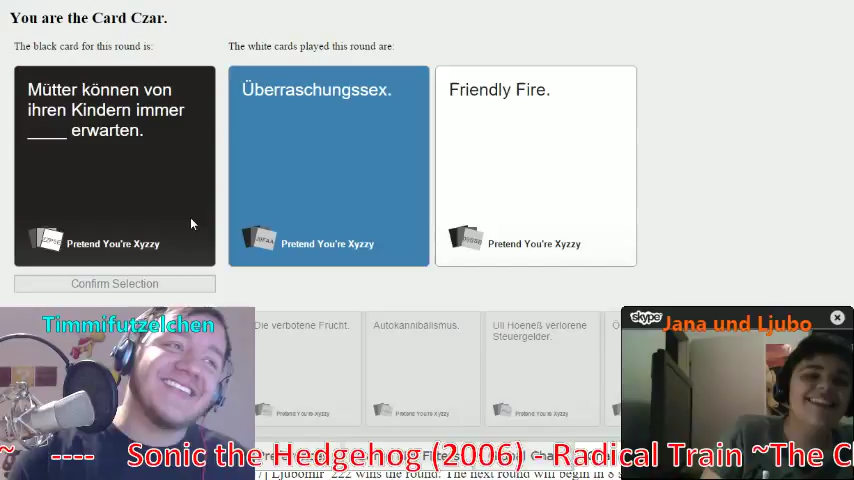 You are the Card Czar.
The black card for this round is:
The white cards played this round are:
Mütter können von
ihren Kindern immer
____ erwarten.
Pretend You're Xyzzy
Überraschungssex.
Pretend You're Xyzzy
Friendly Fire.
Pretend You're Xyzzy
Confirm Selection
Timmifutzelchen
Die verbotene Frucht.
Pretend You're Xyzzy
Autokannibalismus.
Pretend You're Xyzzy
Uli Hoeneß verlorene
Steuergelder.
Pretend You're Xyzzy
skype
Jana und Ljubo
~ ---- Sonic the Hedgehog (2006) - Radical Train ~The C
wins the round. The next round will begin in 8 s